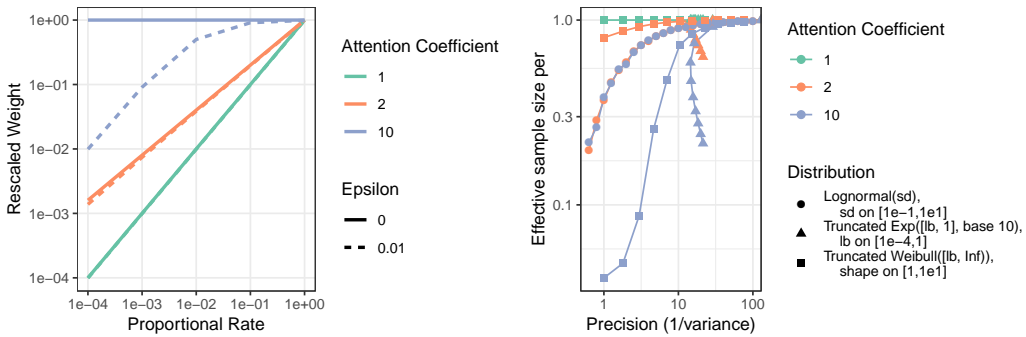 Rescaled Weight
1e+00
1e−01
1e−02
1e−03
1e−04
1e−04 1e−03 1e−02 1e−01 1e+00
Proportional Rate
Attention Coefficient
1
2
10
Epsilon
0
0.01
Effective sample size per
1.0
0.3
0.1
1 10 100
Precision (1/variance)
Attention Coefficient
1
2
10
Distribution
Lognormal(sd),
sd on [1e−1,1e1]
Truncated Exp([lb, 1], base 10),
lb on [1e−4,1]
Truncated Weibull([lb, Inf)),
shape on [1,1e1]